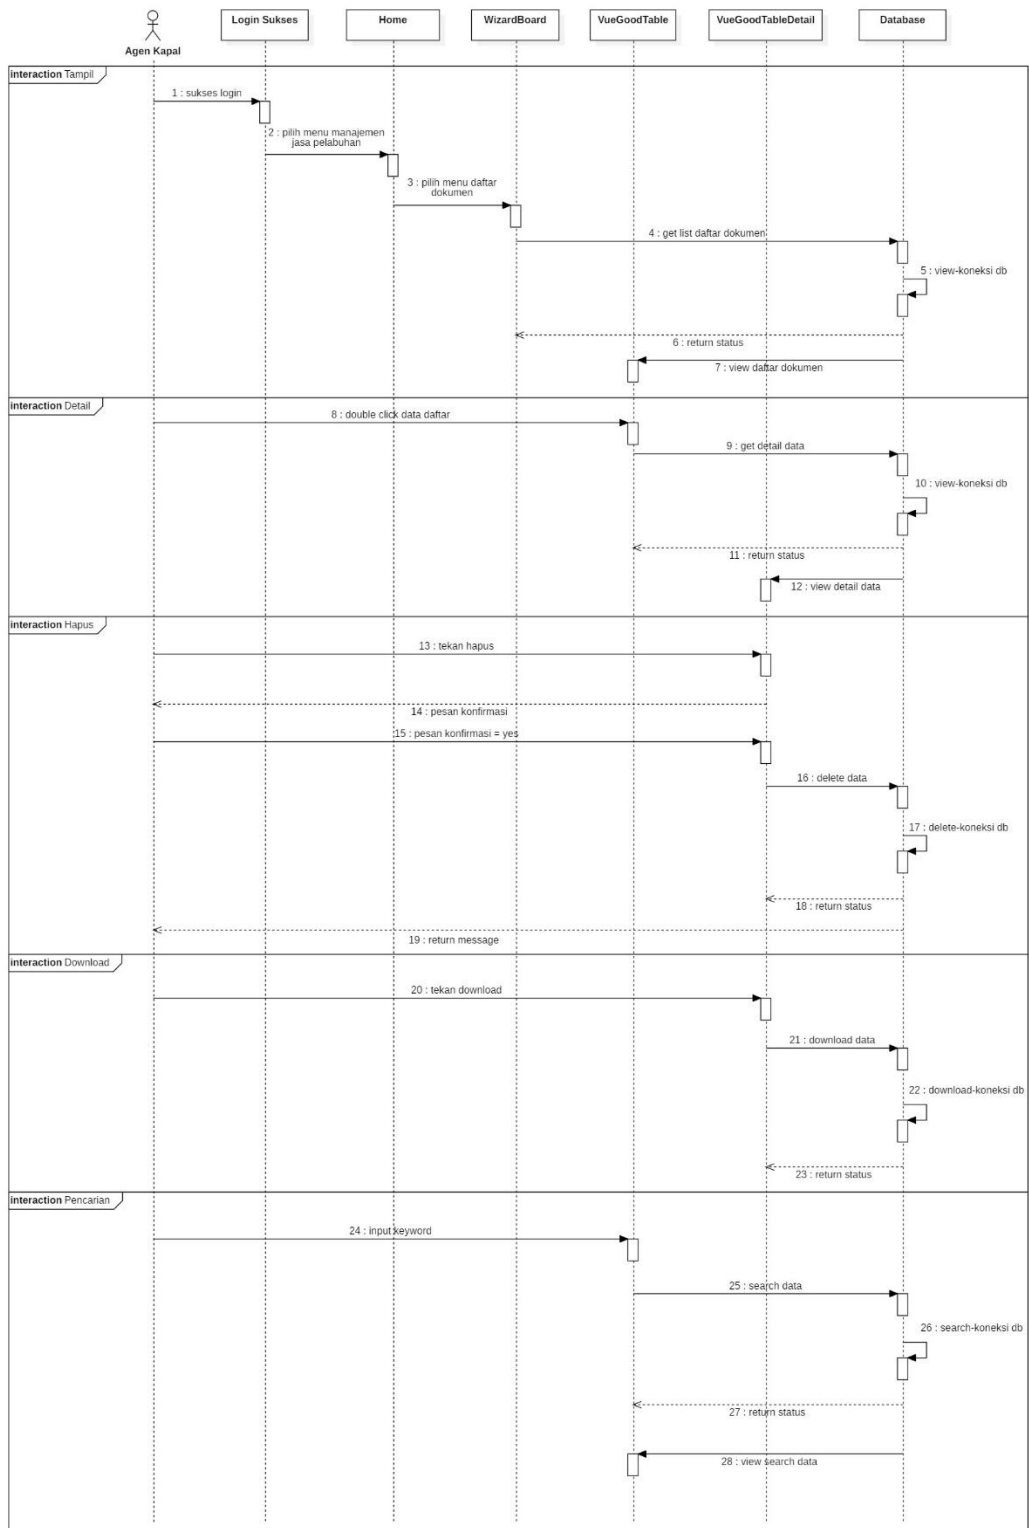 Agen Kapal
Login Sukses
Home
WizardBoard
VueGoodTable
VueGoodTableDetail
Database
interaction Tampil
1 : sukses login
2 : pilih menu manajemen
jasa pelabuhan
3 : pilih menu daftar
dokumen
4 : get list daftar dokumen
5 : view-koneksi db
6 : return status
7 : view daftar dokumen
interaction Detail
8 : double click data daftar
9 : get detail data
10 : view-koneksi db
11 : return status
12 : view detail data
interaction Hapus
13 : tekan hapus
14 : pesan konfirmasi
15 : pesan konfirmasi = yes
16 : delete data
17 : delete-koneksi db
18 : return status
19 : return message
interaction Download
20 : tekan download
21 : download data
22 : download-koneksi db
23 : return status
interaction Pencarian
24 : input keyword
25 : search data
26 : search-koneksi db
27 : return status
28 : view search data